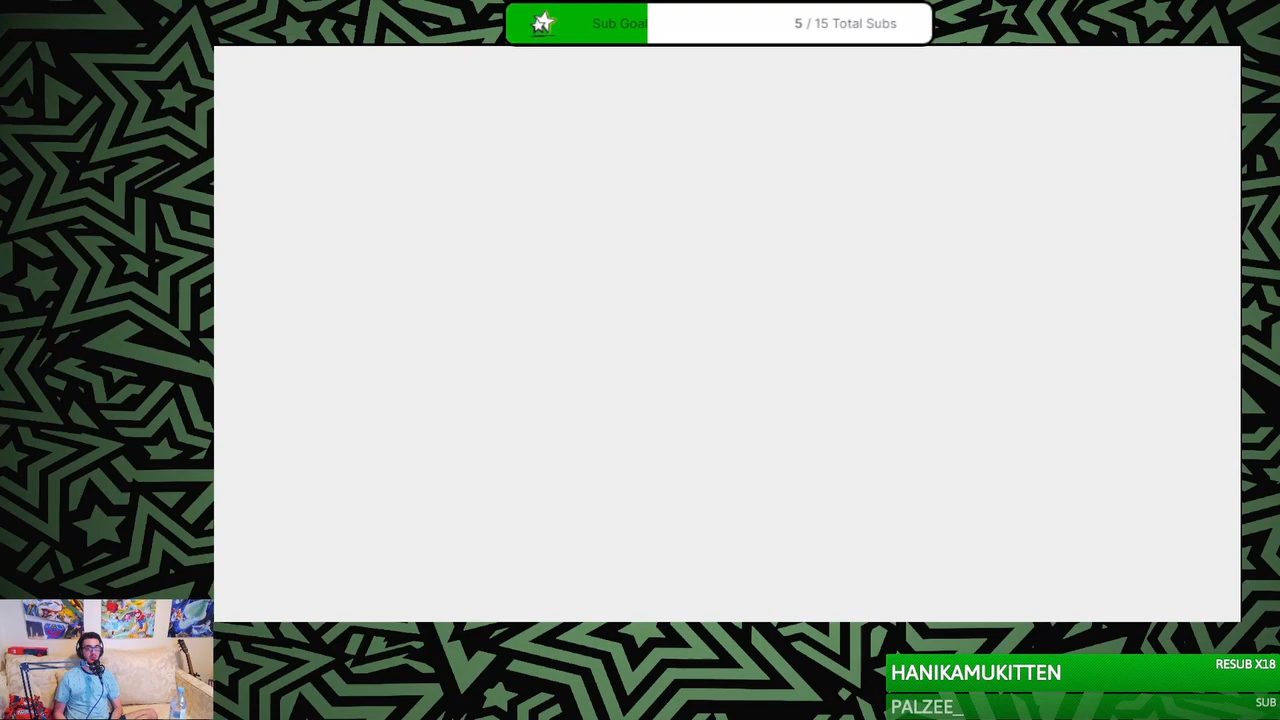 Sub Goal 5 / 15 Total Subs
HANIKAMUKITTEN RESUB X18
PALZEE_ SUB